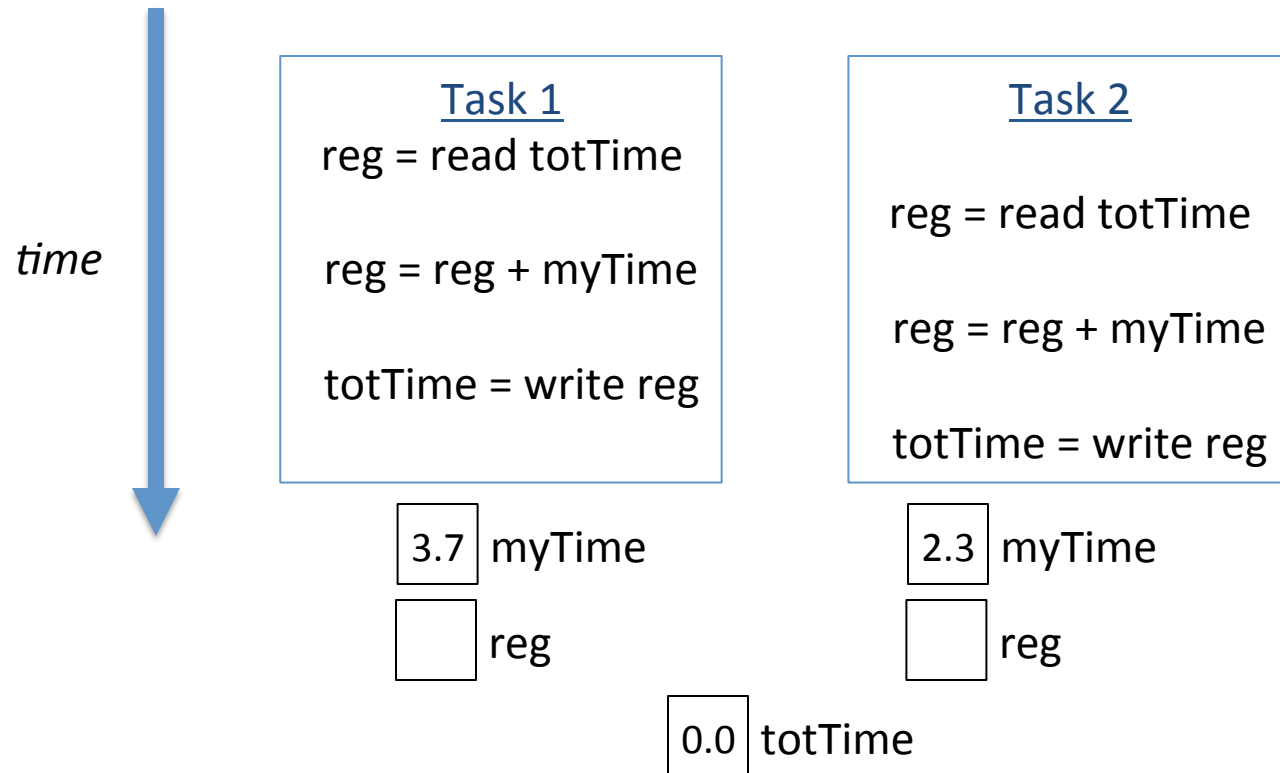 time
Task 1
reg = read totTime
reg = reg + myTime
totTime = write reg
3.7 myTime
reg
Task 2
reg = read totTime
reg = reg + myTime
totTime = write reg
2.3 myTime
reg
0.0 totTime